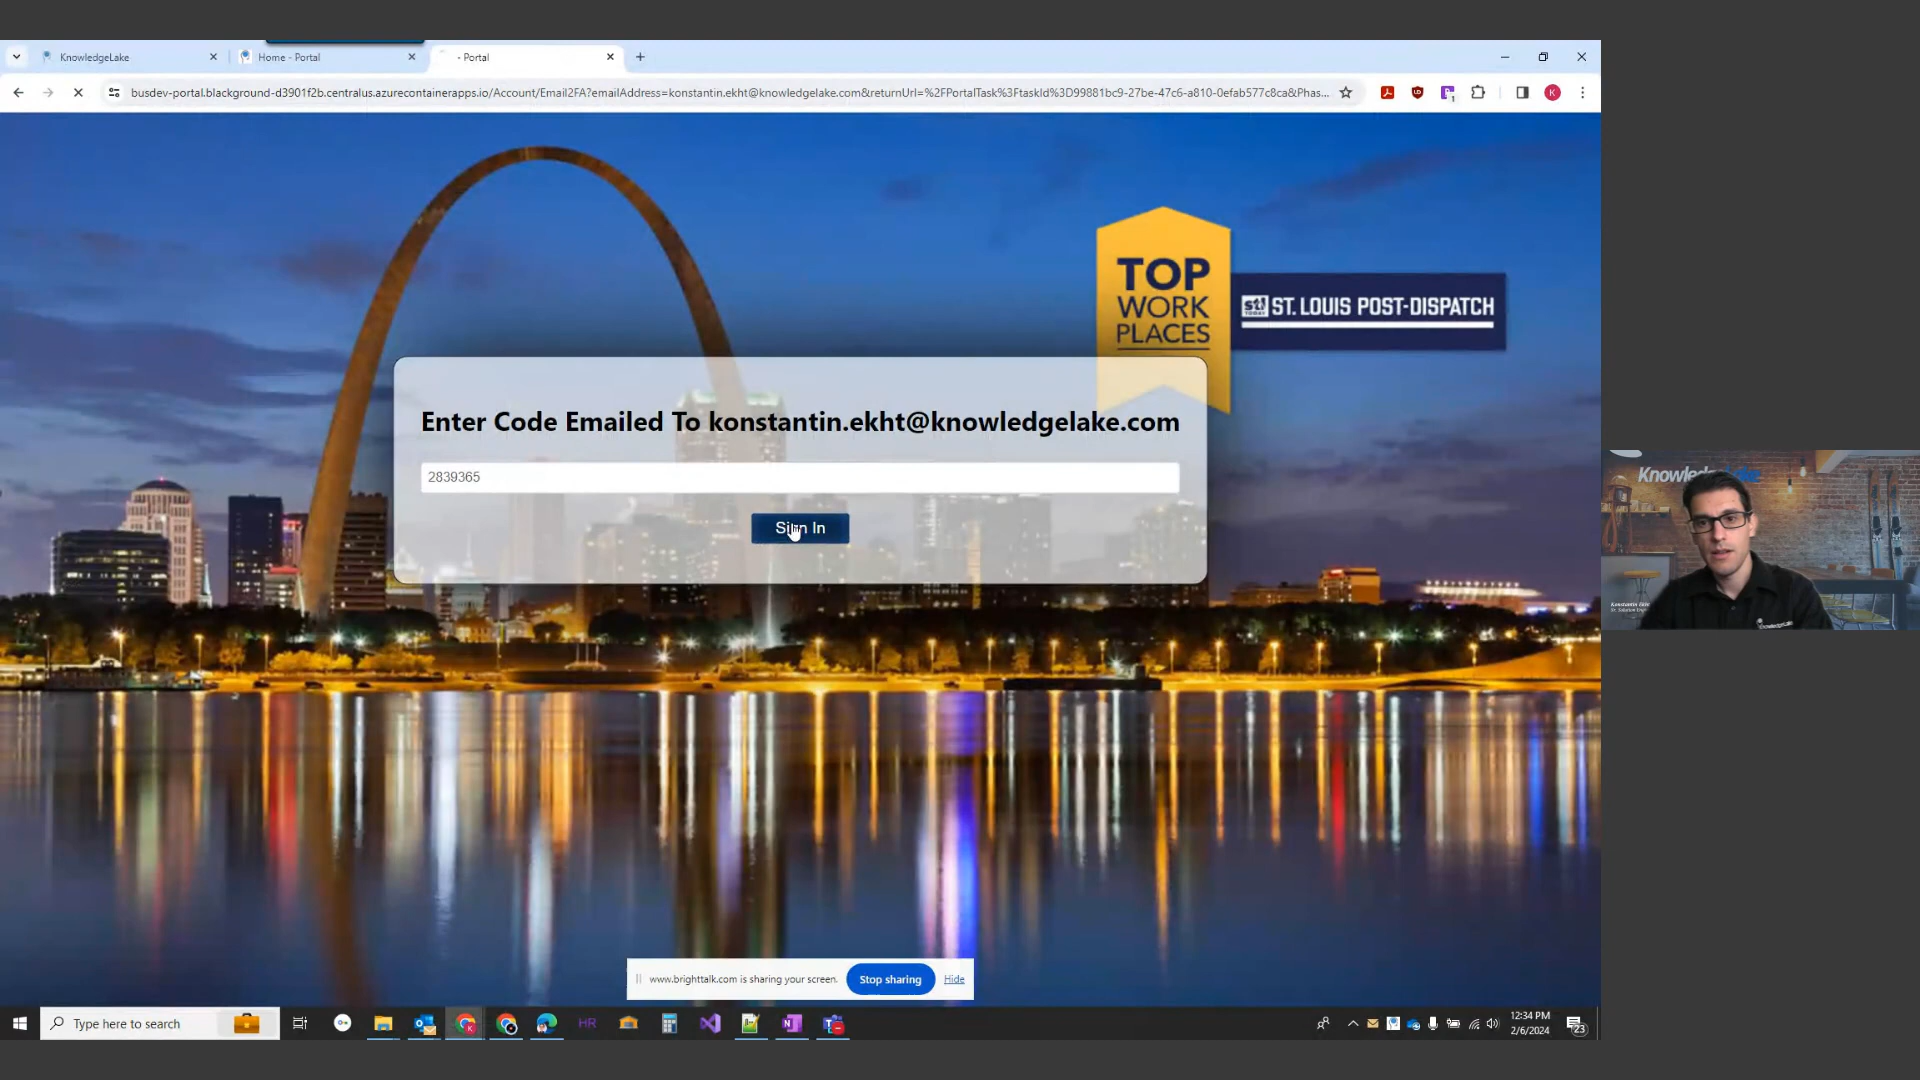 KnowledgeLake
Home - Portal
- Portal
busdev-portal.blackground-d3901f2b.centralus.azurecontainerapps.io/Account/Email2FA?emailAddress=konstantin.ekht@knowledgelake.com&returnUrl=%2FPortalTask%3FtaskId%3D99881bc9-27be-47c6-a810-0efab577c8ca&Phas...
K
TOP
WORK
PLACES
STL
TODAY
ST. LOUIS POST-DISPATCH
Enter Code Emailed To konstantin.ekht@knowledgelake.com
2839365
Sign In
www.brighttalk.com is sharing your screen.
Stop sharing
Hide
Type here to search
HR
12:34 PM
2/6/2024
23